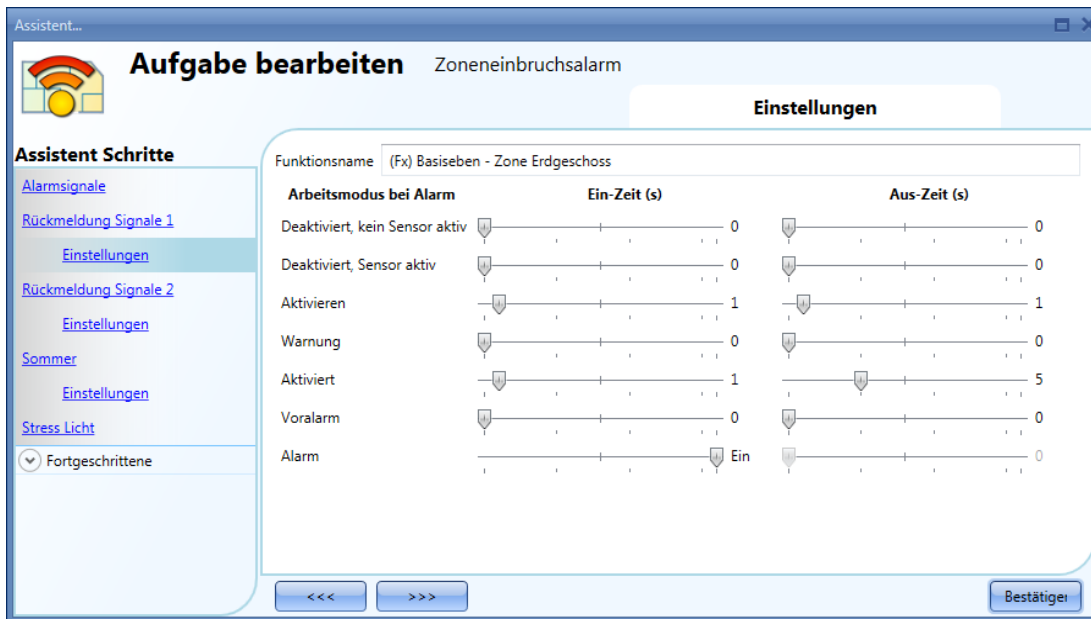 Assistent...
Aufgabe bearbeiten Zoneneinbruchsalarm
Einstellungen
Assistent Schritte
Alarmsignale
Rückmeldung Signale 1
Einstellungen
Rückmeldung Signale 2
Einstellungen
Sommer
Einstellungen
Stress Licht
Fortgeschrittene
Funktionsname (Fx) Basiseben - Zone Erdgeschoss
Arbeitsmodus bei Alarm Ein-Zeit (s) Aus-Zeit (s)
Deaktiviert, kein Sensor aktiv 0 0
Deaktiviert, Sensor aktiv 0 0
Aktivieren 1 1
Warnung 0 0
Aktiviert 1 5
Voralarm 0 0
Alarm Ein 0
<<< >>> Bestätiger